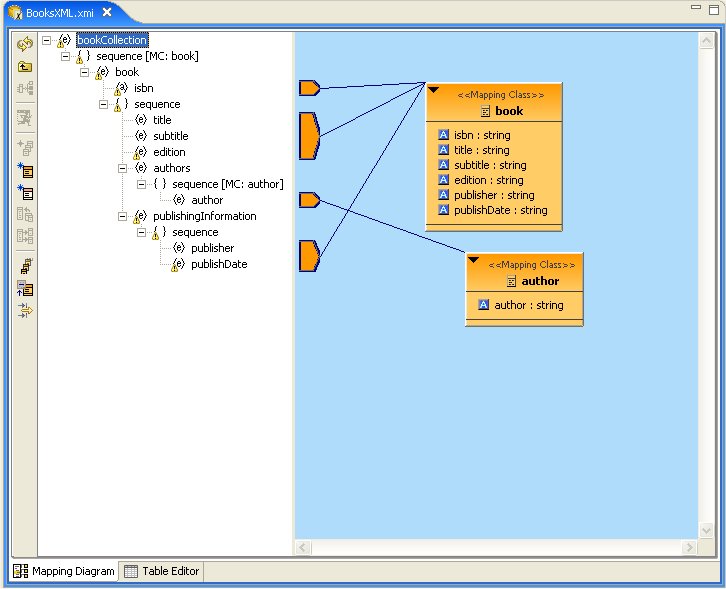 BooksXML.xmi
bookCollection
sequence [MC: book]
book
isbn
sequence
title
subtitle
edition
authors
sequence [MC: author]
author
publishingInformation
sequence
publisher
publishDate
<<Mapping Class>>
book
isbn : string
title : string
subtitle : string
edition : string
publisher : string
publishDate : string
<<Mapping Class>>
author
author : string
Mapping Diagram
Table Editor